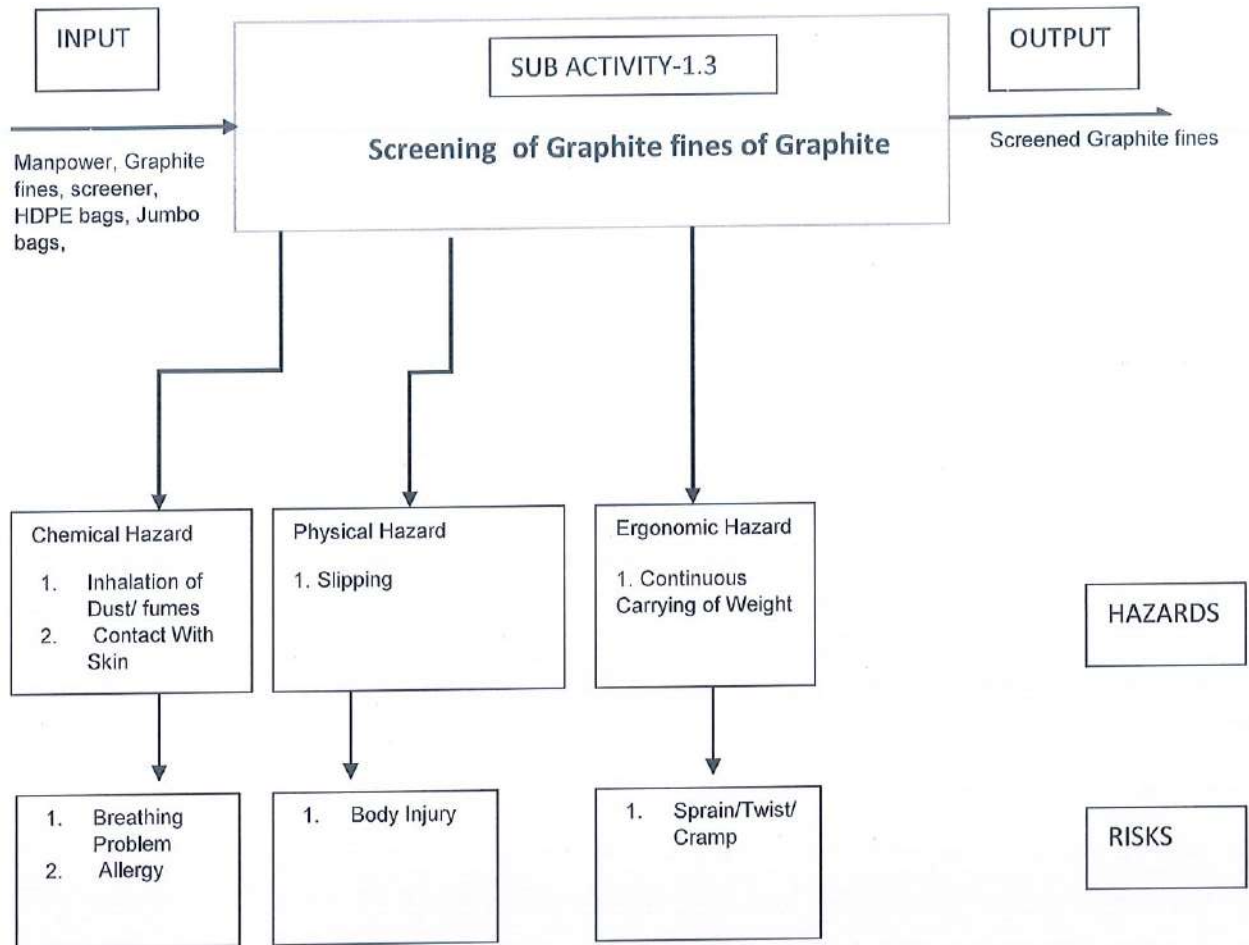 INPUT
SUB ACTIVITY-1.3
OUTPUT
Screening of Graphite fines of Graphite
Manpower, Graphite
fines, screener,
HDPE bags, Jumbo
bags,
Screened Graphite fines
Chemical Hazard
1. Inhalation of
Dust/ fumes
2. Contact With
Skin
Physical Hazard
1. Slipping
Ergonomic Hazard
1. Continuous
Carrying of Weight
HAZARDS
1. Breathing
Problem
2. Allergy
1. Body Injury
1. Sprain/Twist/
Cramp
RISKS